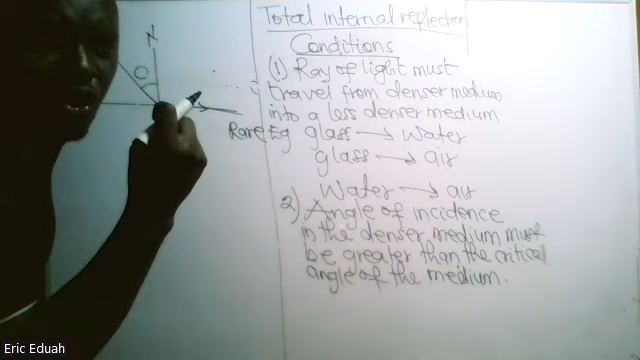 N
C
Total internal reflection
Conditions
(1) Ray of light must
travel from denser medium
into a less denser medium
Rare Eg glass → Water
glass → air
Water → air
2) Angle of incidence
in the denser medium must
be greater than the critical
angle of the medium.
Eric Eduah